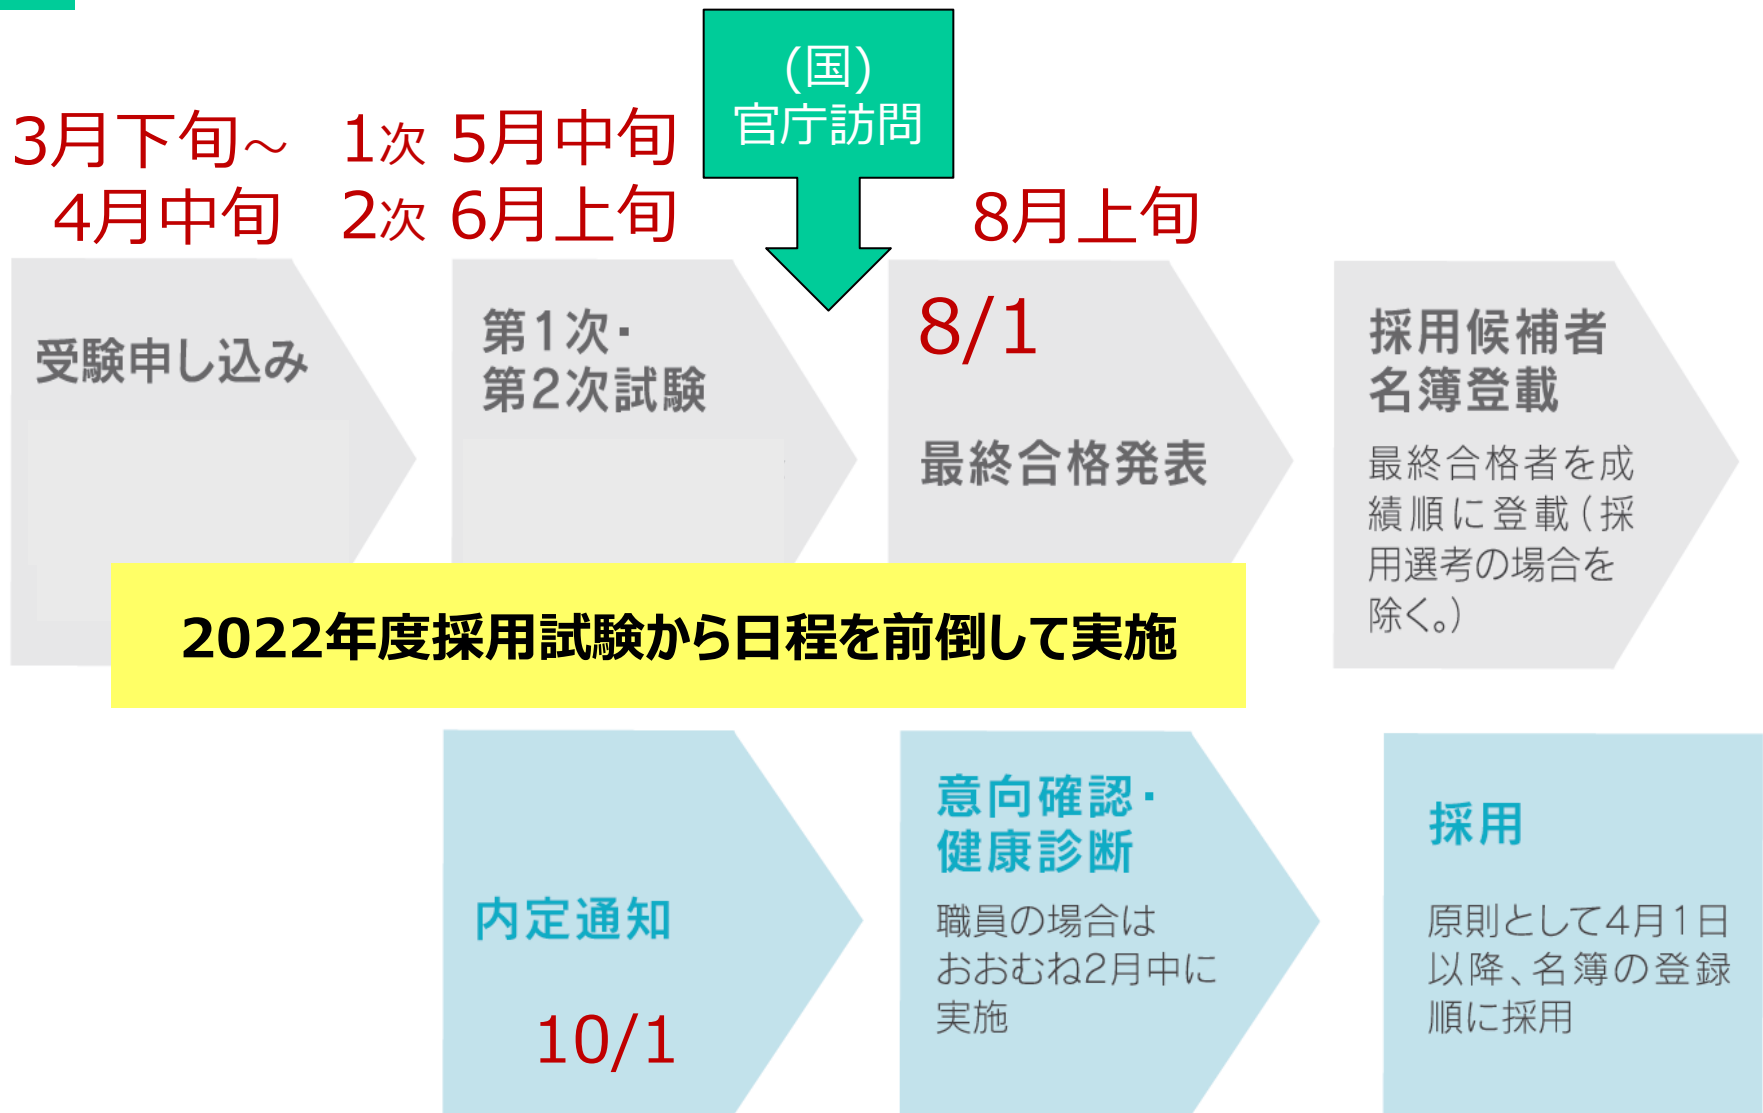 (国)
官庁訪問
3月下旬～
4月中旬
1次 5月中旬
2次 6月上旬
8月上旬
受験申し込み
第1次・
第2次試験
8/1
最終合格発表
採用候補者
名簿登載
最終合格者を成
績順に登載(採
用選考の場合を
除く。)
2022年度採用試験から日程を前倒して実施
内定通知
10/1
意向確認・
健康診断
職員の場合は
おおむね2月中に
実施
採用
原則として4月1日
以降、名簿の登録
順に採用